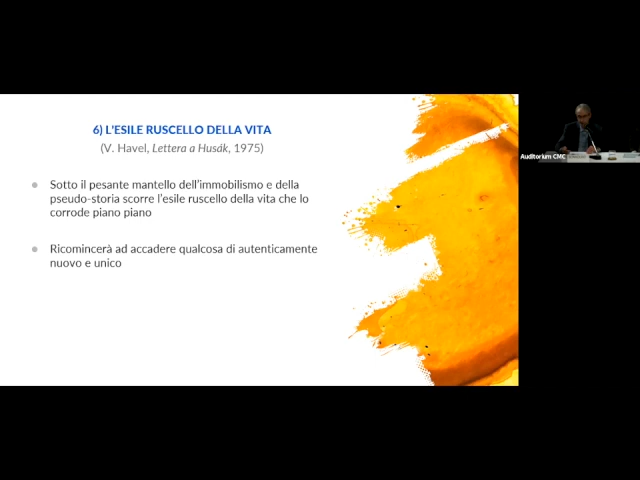 6) L'ESILE RUSCELLO DELLA VITA
(V. Havel, Lettera a Husák, 1975)
● Sotto il pesante mantello dell'immobilismo e della
pseudo-storia scorre l'esile ruscello della vita che lo
corrode piano piano
● Ricomincerà ad accadere qualcosa di autenticamente
nuovo e unico
Auditorium CMC